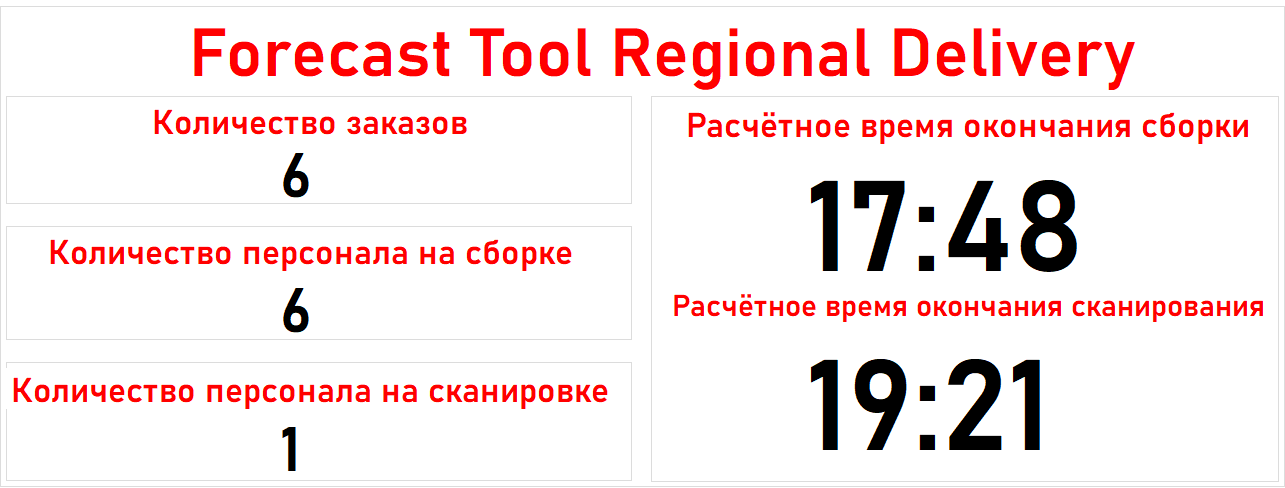 Forecast Tool Regional Delivery
Количество заказов
6
Количество персонала на сборке
6
Количество персонала на сканировке
1
Расчётное время окончания сборки
17:48
Расчётное время окончания сканирования
19:21